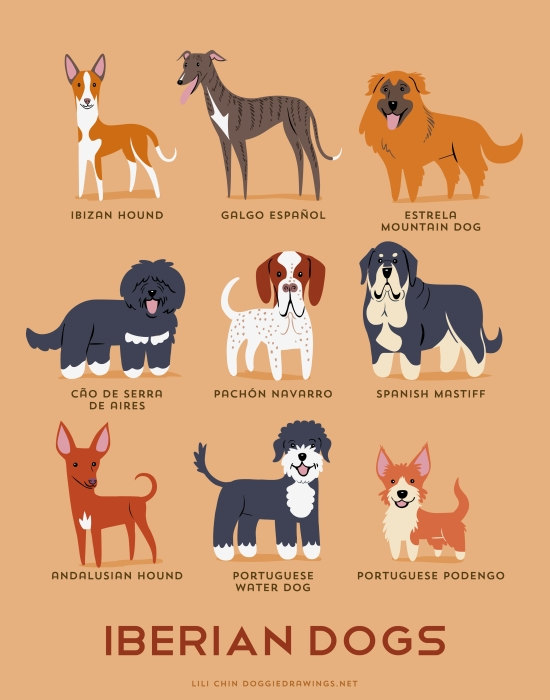 IBIZAN HOUND
GALGO ESPAÑOL
ESTRELA
MOUNTAIN DOG
CÃO DE SERRA
DE AIRES
PACHÓN NAVARRO
SPANISH MASTIFF
ANDALUSIAN HOUND
PORTUGUESE
WATER DOG
PORTUGUESE PODENGO
IBERIAN DOGS
LILI CHIN DOGGIEDRAWINGS.NET